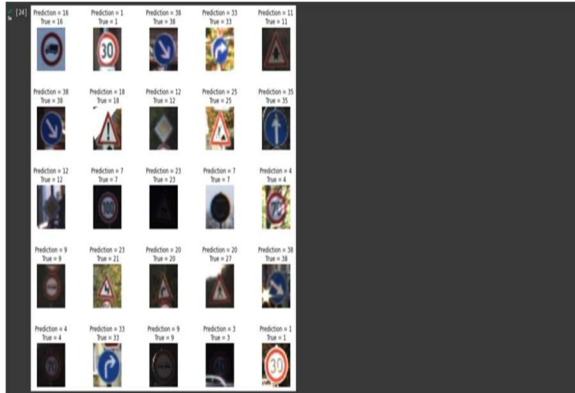 [24]
Prediction = 16 Prediction = 1 Prediction = 38 Prediction = 33 Prediction = 11
True = 16 True = 1 True = 38 True = 33 True = 11
30
Prediction = 38 Prediction = 18 Prediction = 12 Prediction = 25 Prediction = 35
True = 38 True = 18 True = 12 True = 25 True = 35
Prediction = 12 Prediction = 7 Prediction = 23 Prediction = 7 Prediction = 4
True = 12 True = 7 True = 23 True = 7 True = 4
100
Prediction = 9 Prediction = 23 Prediction = 20 Prediction = 20 Prediction = 38
True = 9 True = 21 True = 20 True = 27 True = 38
Prediction = 4 Prediction = 33 Prediction = 9 Prediction = 3 Prediction = 1
True = 4 True = 33 True = 9 True = 3 True = 1
70 30